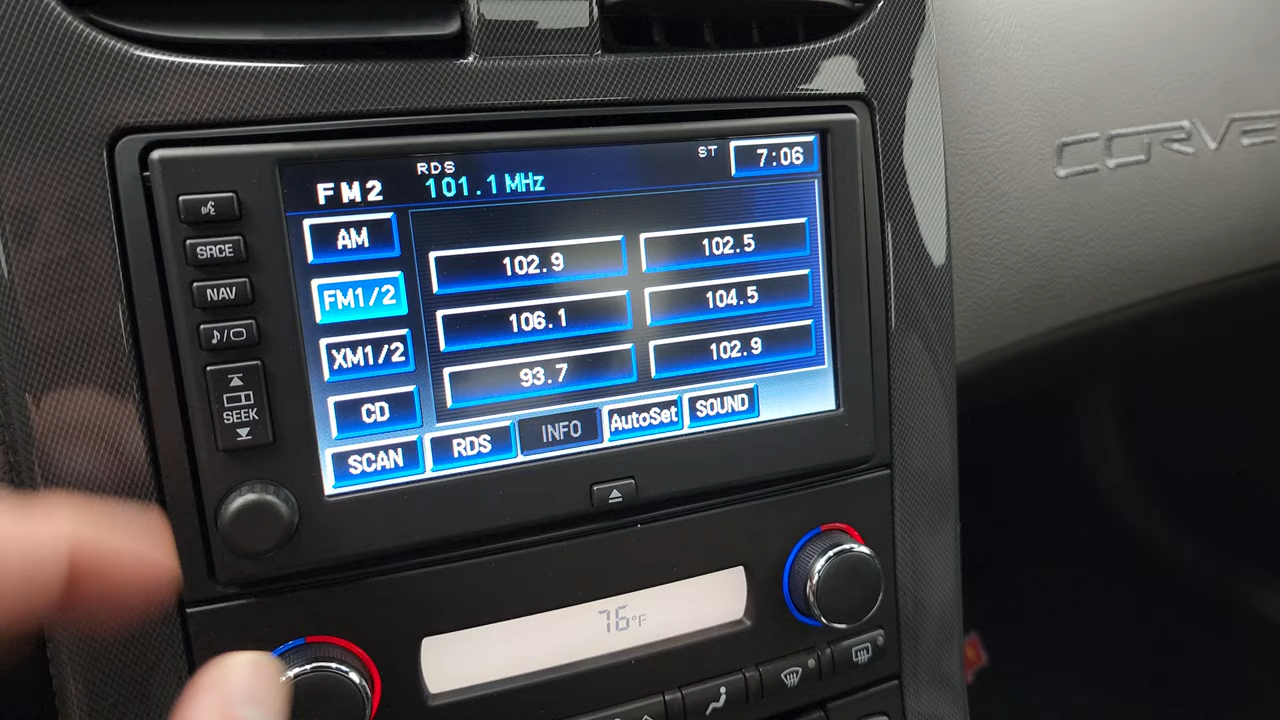 CORVE
RDS
ST
7:06
FM2
101.1 MHz
AM
102.9
102.5
SRCE
FM1/2
106.1
104.5
NAV
XM1/2
93.7
102.9
SEEK
CD
SCAN
RDS
INFO
AutoSet
SOUND
76°F